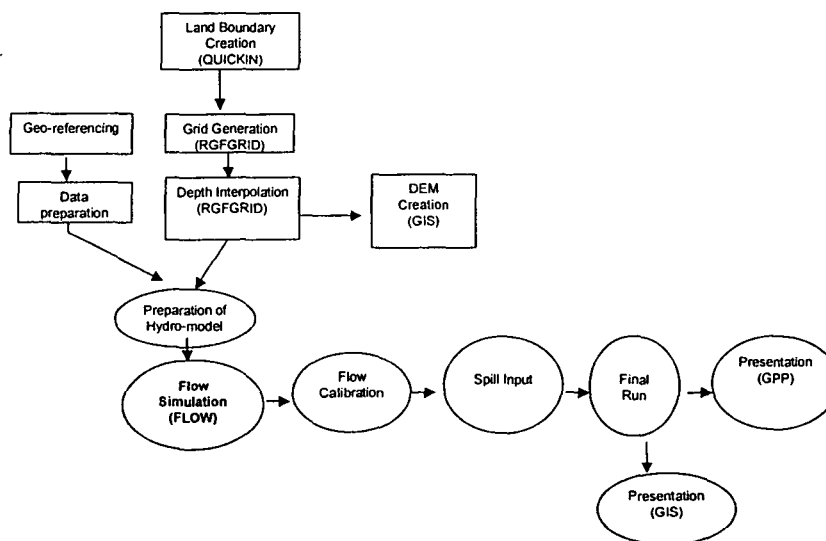 Land Boundary
Creation
(QUICKIN)
Geo-referencing
Grid Generation
(RGFGRID)
Data
preparation
Depth Interpolation
(RGFGRID)
DEM
Creation
(GIS)
Preparation of
Hydro-model
Flow
Simulation
(FLOW)
Flow
Calibration
Spill Input
Final
Run
Presentation
(GPP)
Presentation
(GIS)